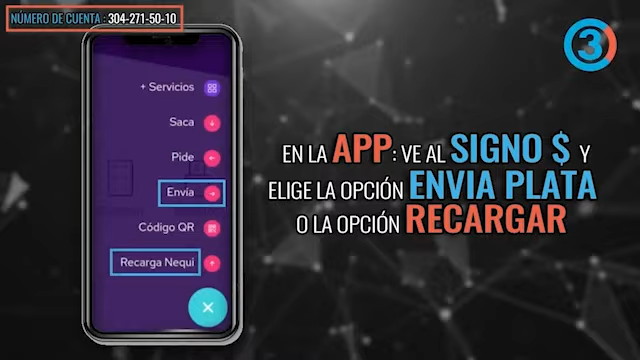 NÚMERO DE CUENTA : 304-271-50-10
3
+ Servicios
Saca
Pide
Envía
Código QR
Recarga Nequi
EN LA APP: VE AL SIGNO $ Y
ELIGE LA OPCIÓN ENVIA PLATA
O LA OPCIÓN RECARGAR